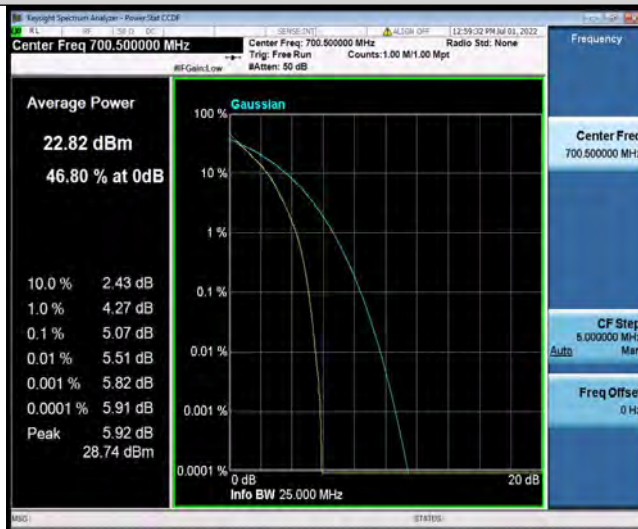 Keysight Spectrum Analyzer - Power Stat CCDF
RL RF 50 Ω DC SENSE:INT ALIGN OFF 12:59:32 PM Jul 01, 2022
Center Freq 700.500000 MHz
Center Freq: 700.500000 MHz Radio Std: None
Trig: Free Run Counts:1.00 M/1.00 Mpt
#IFGain:Low #Atten: 50 dB
Frequency
Average Power
22.82 dBm
46.80 % at 0dB
10.0 % 2.43 dB
1.0 % 4.27 dB
0.1 % 5.07 dB
0.01 % 5.51 dB
0.001 % 5.82 dB
0.0001 % 5.91 dB
Peak 5.92 dB
28.74 dBm
Gaussian
100 %
10 %
1 %
0.1 %
0.01 %
0.001 %
0.0001 %
0 dB 20 dB
Info BW 25.000 MHz
Center Freq
700.500000 MHz
CF Step
5.000000 MHz
Auto Man
Freq Offset
0 Hz
MSG STATUS